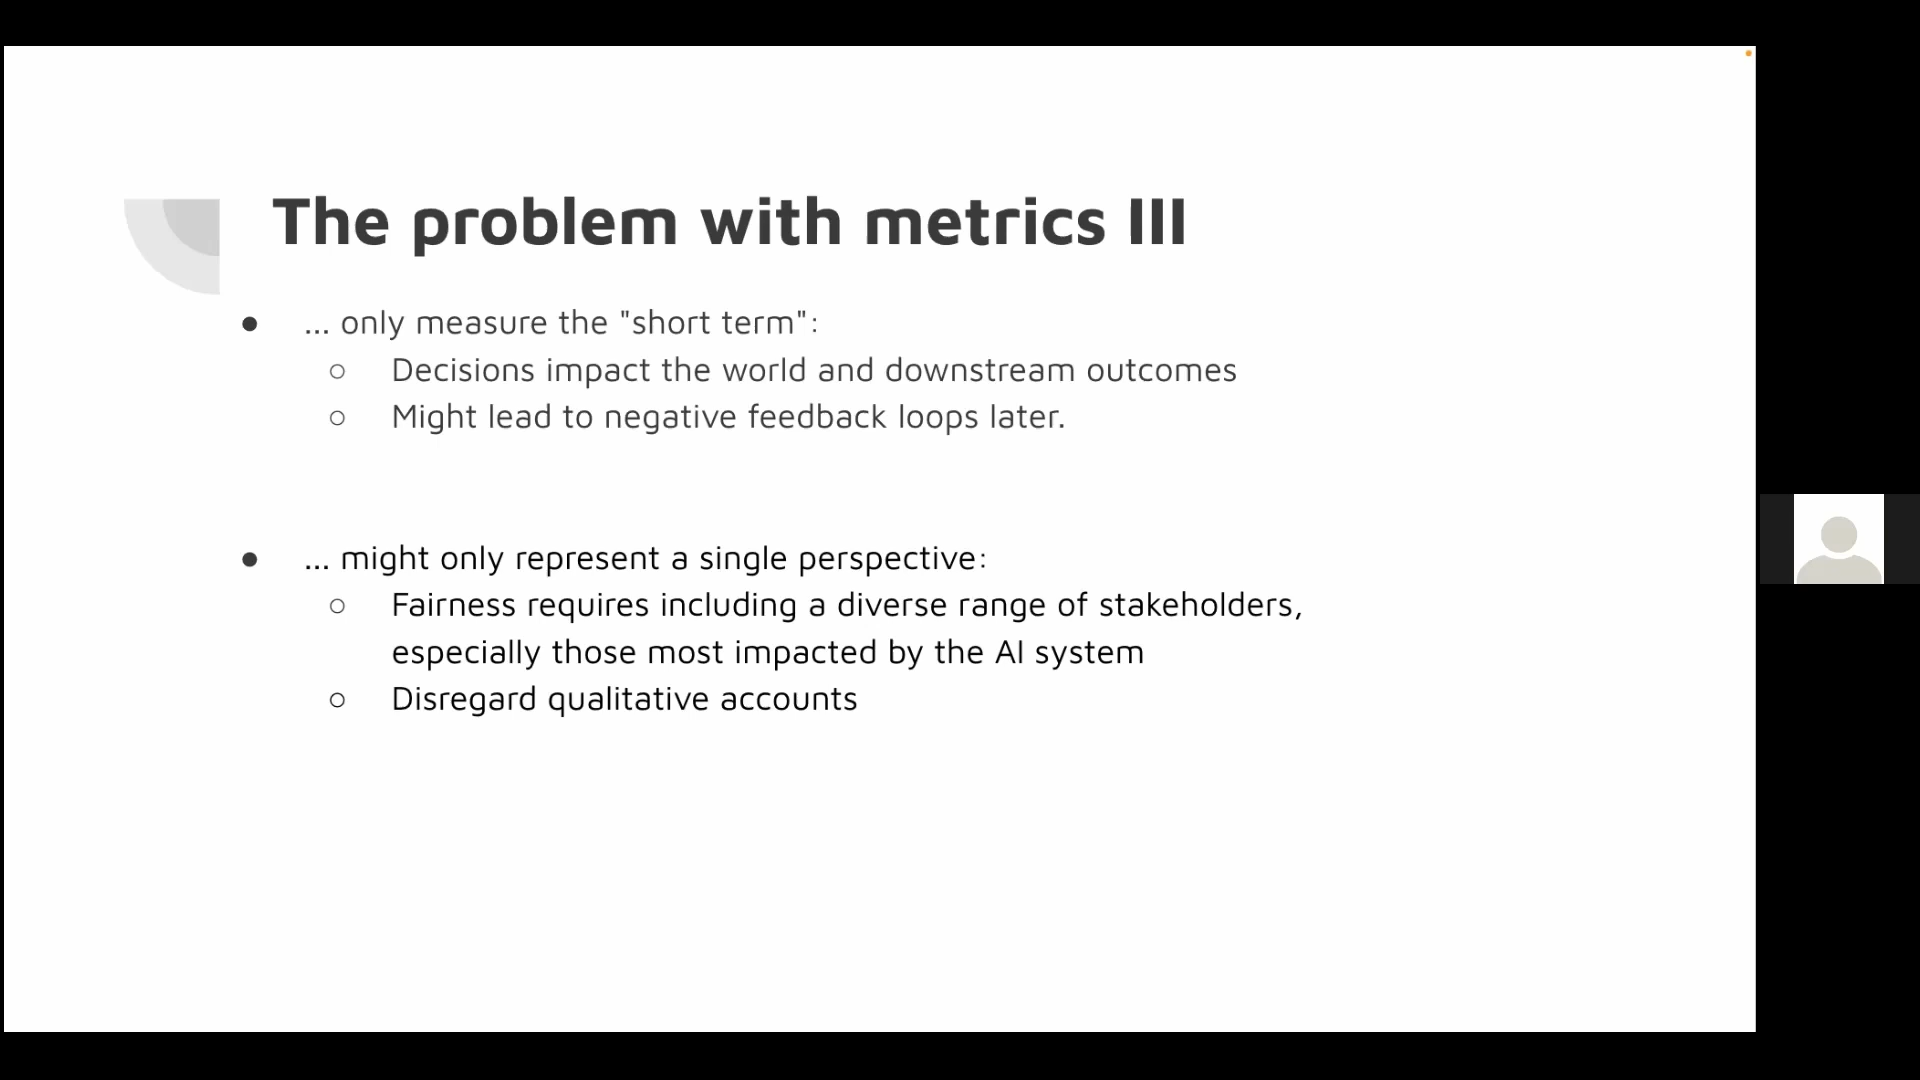 The problem with metrics III
● ... only measure the "short term":
○ Decisions impact the world and downstream outcomes
○ Might lead to negative feedback loops later.
● ... might only represent a single perspective:
○ Fairness requires including a diverse range of stakeholders,
especially those most impacted by the AI system
○ Disregard qualitative accounts